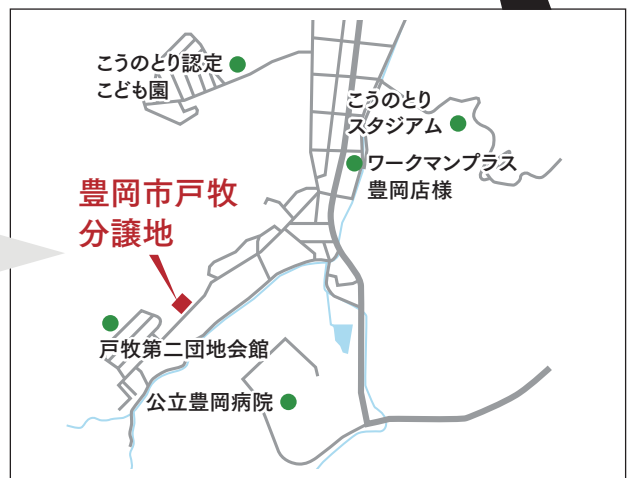 こうのとり認定
こども園
こうのとり
スタジアム
ワークマンプラス
豊岡店様
豊岡市戸牧
分譲地
戸牧第二団地会館
公立豊岡病院